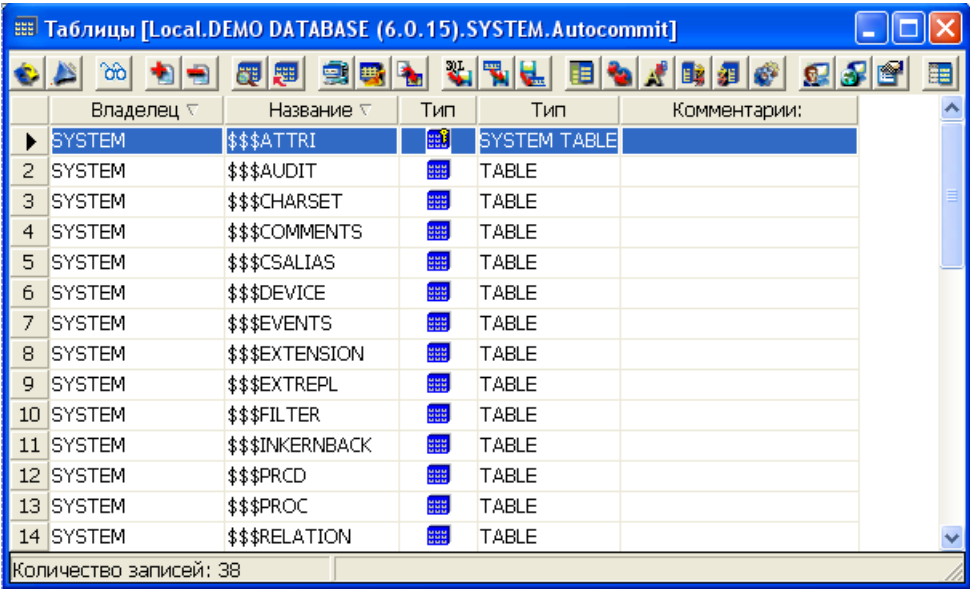 Таблицы [Local.DEMO DATABASE (6.0.15).SYSTEM.Autocommit]
SQL
Владелец Название Тип Тип Комментарии:
SYSTEM $$$ATTRI SYSTEM TABLE
2 SYSTEM $$$AUDIT TABLE
3 SYSTEM $$$CHARSET TABLE
4 SYSTEM $$$COMMENTS TABLE
5 SYSTEM $$$CSALIAS TABLE
6 SYSTEM $$$DEVICE TABLE
7 SYSTEM $$$EVENTS TABLE
8 SYSTEM $$$EXTENSION TABLE
9 SYSTEM $$$EXTREPL TABLE
10 SYSTEM $$$FILTER TABLE
11 SYSTEM $$$INKERNBACK TABLE
12 SYSTEM $$$PRCD TABLE
13 SYSTEM $$$PROC TABLE
14 SYSTEM $$$RELATION TABLE
Количество записей: 38